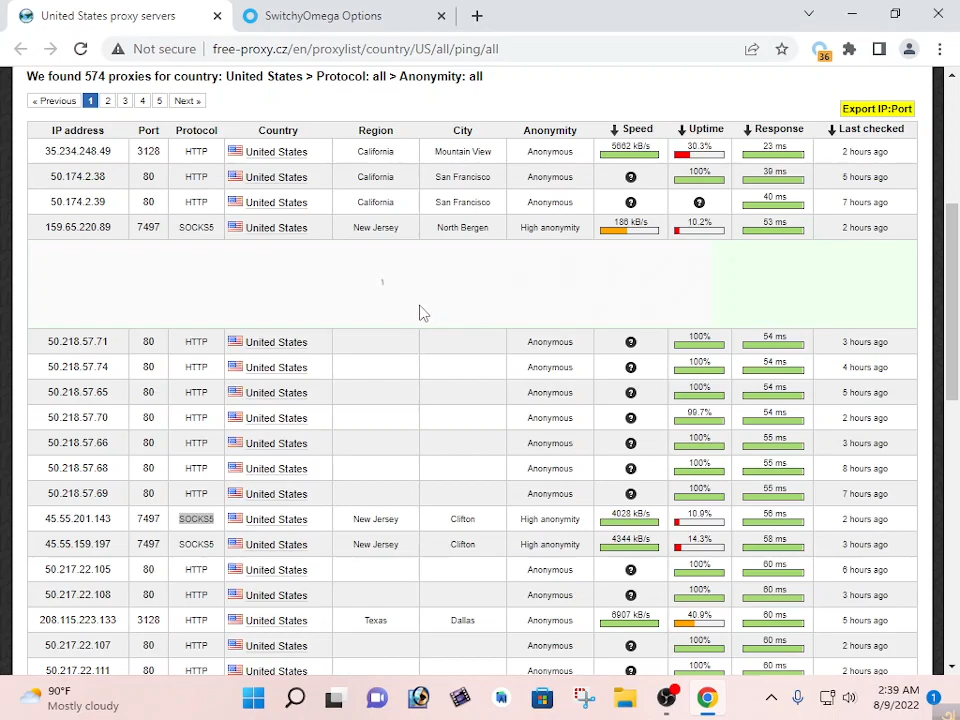 United States proxy servers
SwitchyOmega Options
Not secure free-proxy.cz/en/proxylist/country/US/all/ping/all
36
We found 574 proxies for country: United States > Protocol: all > Anonymity: all
« Previous 1 2 3 4 5 Next »
Export IP:Port
IP address Port Protocol Country Region City Anonymity Speed Uptime Response Last checked
35.234.248.49 3128 HTTP United States California Mountain View Anonymous 5662 kB/s 30.3% 23 ms 2 hours ago
50.174.2.38 80 HTTP United States California San Francisco Anonymous ? 100% 39 ms 5 hours ago
50.174.2.39 80 HTTP United States California San Francisco Anonymous ? ? 40 ms 7 hours ago
159.65.220.89 7497 SOCKS5 United States New Jersey North Bergen High anonymity 186 kB/s 10.2% 53 ms 2 hours ago
50.218.57.71 80 HTTP United States Anonymous ? 100% 54 ms 3 hours ago
50.218.57.74 80 HTTP United States Anonymous ? 100% 54 ms 4 hours ago
50.218.57.65 80 HTTP United States Anonymous ? 100% 54 ms 5 hours ago
50.218.57.70 80 HTTP United States Anonymous ? 99.7% 54 ms 2 hours ago
50.218.57.66 80 HTTP United States Anonymous ? 100% 55 ms 3 hours ago
50.218.57.68 80 HTTP United States Anonymous ? 100% 55 ms 8 hours ago
50.218.57.69 80 HTTP United States Anonymous ? 100% 55 ms 7 hours ago
45.55.201.143 7497 SOCKS5 United States New Jersey Clifton High anonymity 4028 kB/s 10.9% 56 ms 2 hours ago
45.55.159.197 7497 SOCKS5 United States New Jersey Clifton High anonymity 4344 kB/s 14.3% 58 ms 3 hours ago
50.217.22.105 80 HTTP United States Anonymous ? 100% 60 ms 6 hours ago
50.217.22.108 80 HTTP United States Anonymous ? 100% 60 ms 3 hours ago
208.115.223.133 3128 HTTP United States Texas Dallas Anonymous 6907 kB/s 40.9% 60 ms 5 hours ago
50.217.22.107 80 HTTP United States Anonymous ? 100% 60 ms 2 hours ago
50.217.22.111 80 HTTP United States Anonymous ? 100% 60 ms 2 hours ago
90°F
Mostly cloudy
2:39 AM
8/9/2022
1